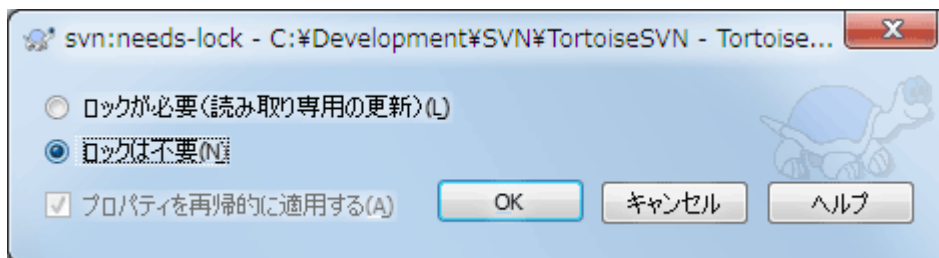 svn:needs-lock - C:¥Development¥SVN¥TortoiseSVN - Tortoise...
ロックが必要(読み取り専用の更新)(L)
ロックは不要(N)
プロパティを再帰的に適用する(A)
OK
キャンセル
ヘルプ